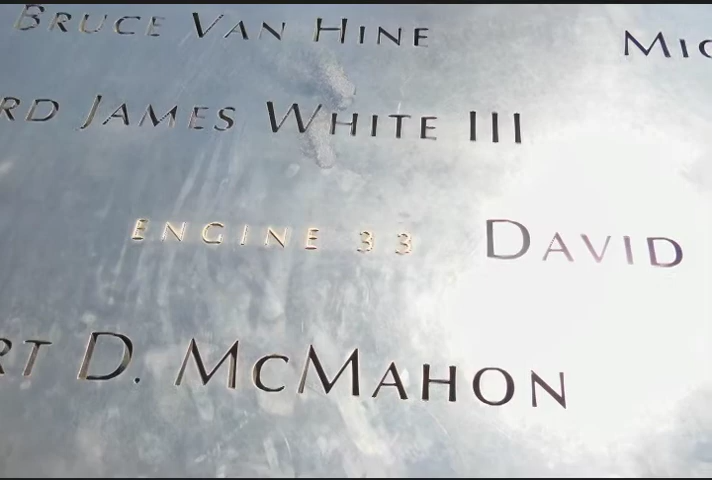 BRUCE VAN HINE MIC
RD JAMES WHITE III
ENGINE 33 DAVID
RT D. MCMAHON